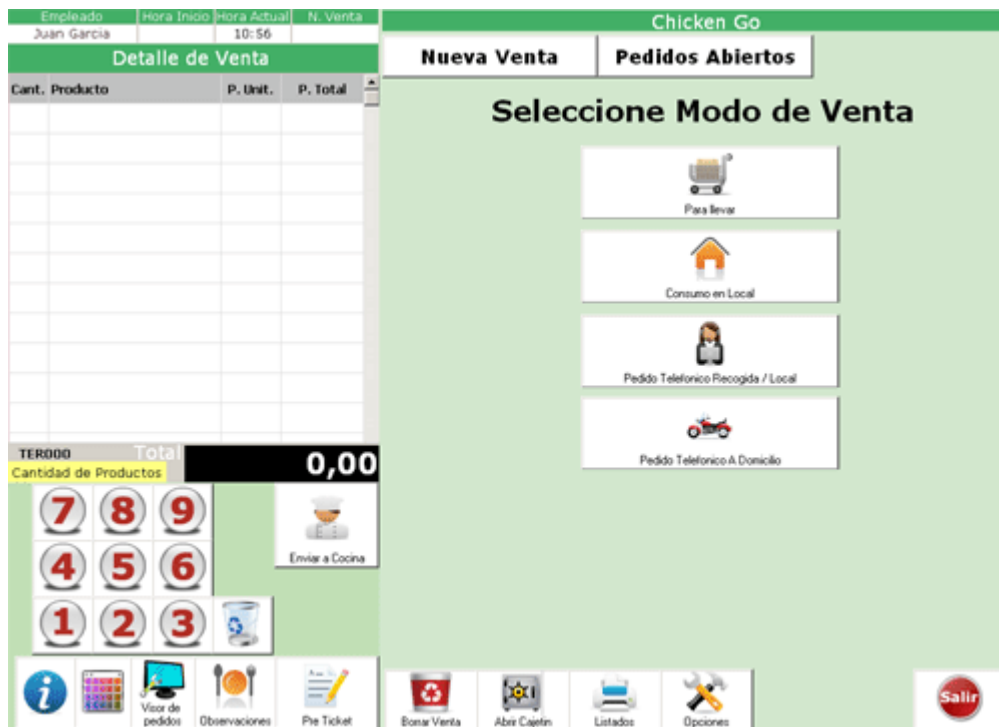 Empleado Hora Inicio Hora Actual N. Venta
Juan Garcia 10:56
Detalle de Venta
Cant. Producto P. Unit. P. Total
TER000 Total 0,00
Cantidad de Productos
7 8 9
4 5 6
1 2 3
Enviar a Cocina
Visor de
pedidos
Observaciones
Pre Ticket
Chicken Go
Nueva Venta Pedidos Abiertos
Seleccione Modo de Venta
Para llevar
Consumo en Local
Pedido Telefonico Recogida / Local
Pedido Telefonico A Domicilio
Borrar Venta Abrir Cajetin Listados Opciones
Salir